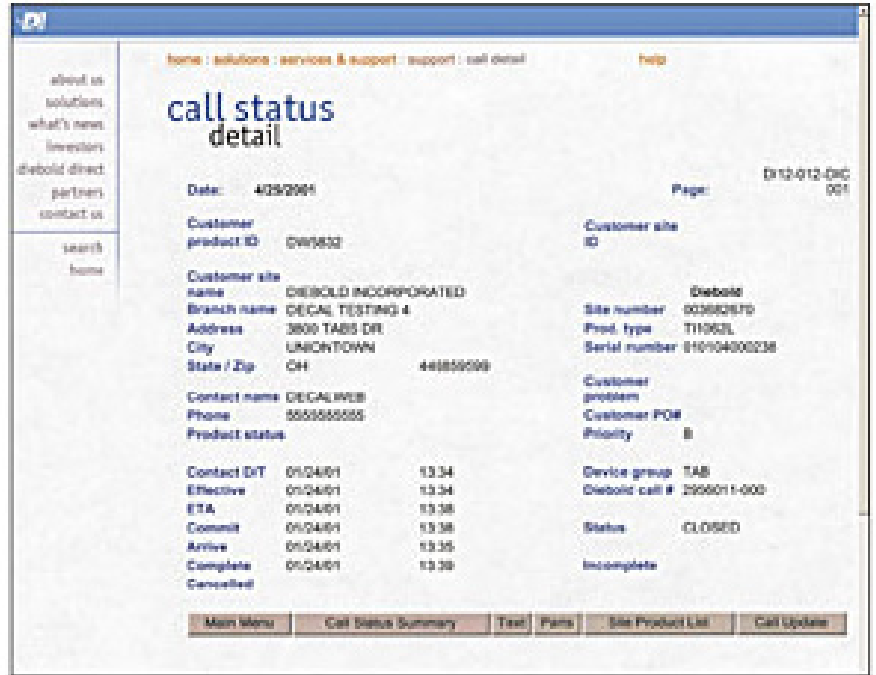 home : solutions : services & support : support : call detail help
about us
solutions
what's news
investors
diebold direct
partners
contact us
search
home
call status
detail
DI12-012-DIC
Date: 4/25/2001 Page: 001
Customer product ID DW5832 Customer site ID
Customer site name DIEBOLD INCORPORATED Diebold
Branch name DECAL TESTING 4 Site number 003682670
Address 3800 TABS DR Prod. type TI1062L
City UNIONTOWN Serial number 010104000238
State / Zip OH 446859599
Customer problem
Contact name DECALWEB
Phone 5555555555 Customer PO#
Product status Priority B
Contact D/T 01/24/01 13:34 Device group TAB
Effective 01/24/01 13:34 Diebold call # 2956011-000
ETA 01/24/01 13:38
Commit 01/24/01 13:38 Status CLOSED
Arrive 01/24/01 13:35
Complete 01/24/01 13:39 Incomplete
Cancelled
Main Menu Call Status Summary Text Parts Site Product List Call Update